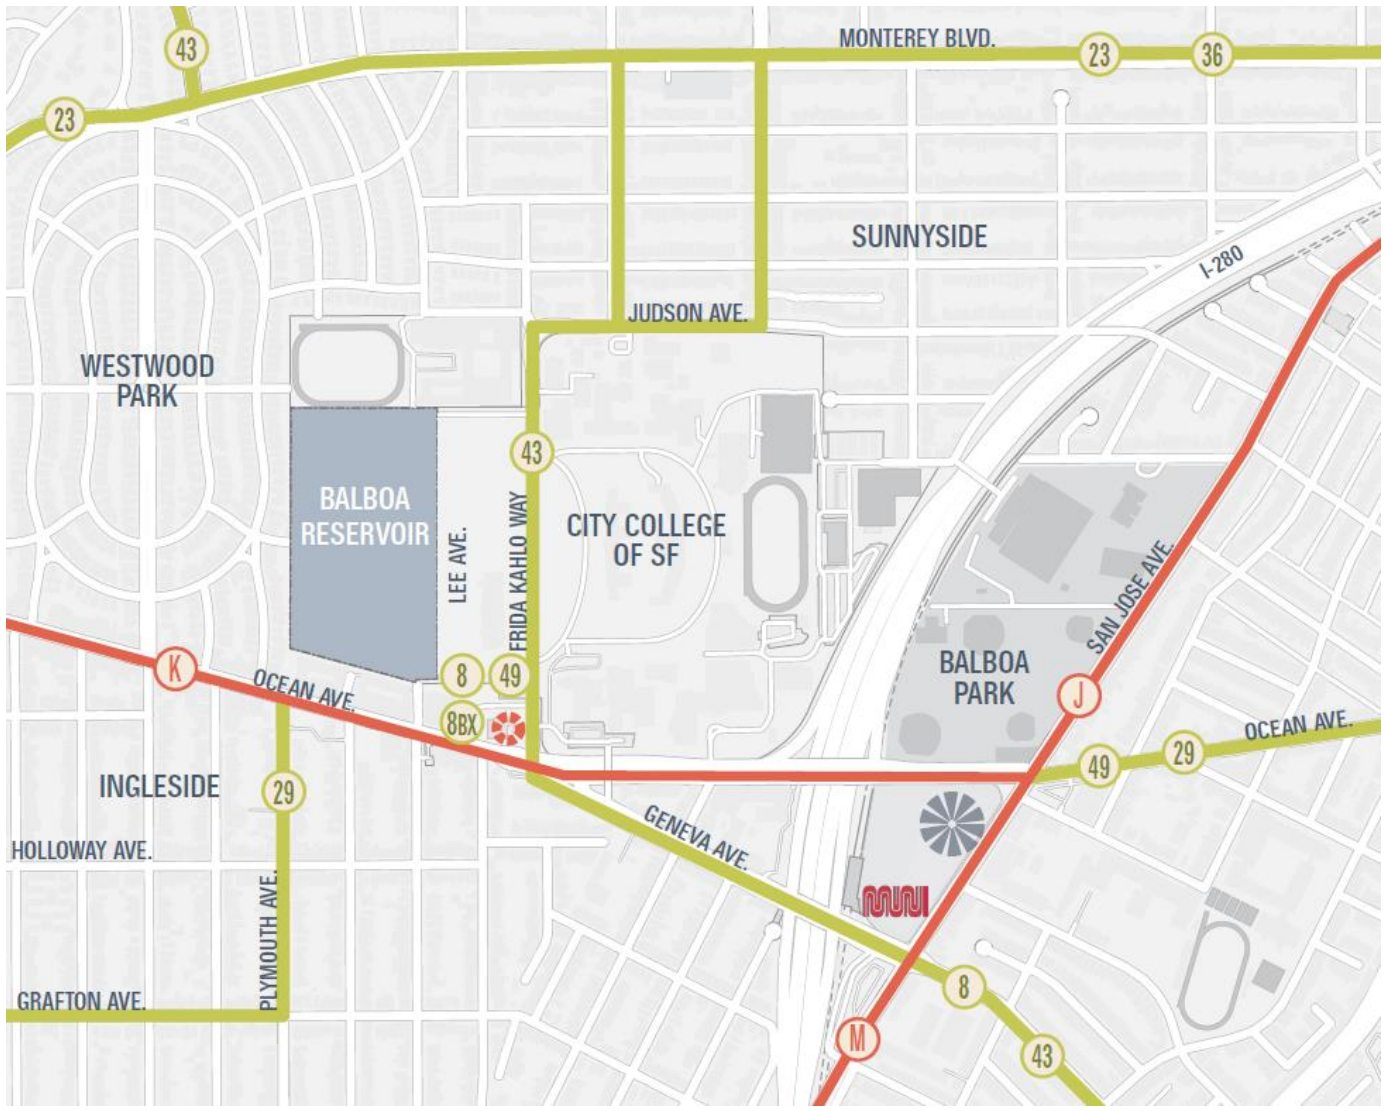 43
MONTEREY BLVD.
23
36
23
SUNNYSIDE
I-280
JUDSON AVE.
WESTWOOD
PARK
43
BALBOA
RESERVOIR
LEE AVE.
FRIDA KAHLO WAY
CITY COLLEGE
OF SF
SAN JOSE AVE.
K
OCEAN AVE.
8
49
BALBOA
PARK
J
8BX
OCEAN AVE.
49
29
INGLESIDE
29
GENEVA AVE.
HOLLOWAY AVE.
PLYMOUTH AVE.
MUNI
GRAFTON AVE.
8
M
43